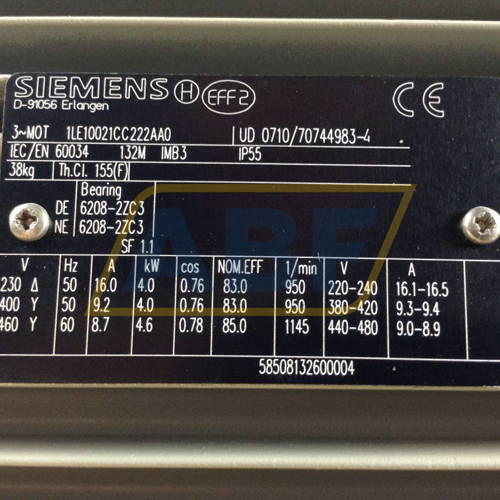 SIEMENS H EFF2 CE
D-91056 Erlangen
3~MOT 1LE10021CC222AA0 UD 0710/70744983-4
IEC/EN 60034 132M IMB3 IP55
38kg Th.Cl. 155(F)
Bearing
DE 6208-2ZC3
NE 6208-2ZC3
SF 1.1
V Hz A kW cos NOM.EFF 1/min V A
230 Δ 50 16.0 4.0 0.76 83.0 950 220-240 16.1-16.5
400 Y 50 9.2 4.0 0.76 83.0 950 380-420 9.3-9.4
460 Y 60 8.7 4.6 0.78 85.0 1145 440-480 9.0-8.9
58508132600004
ABF